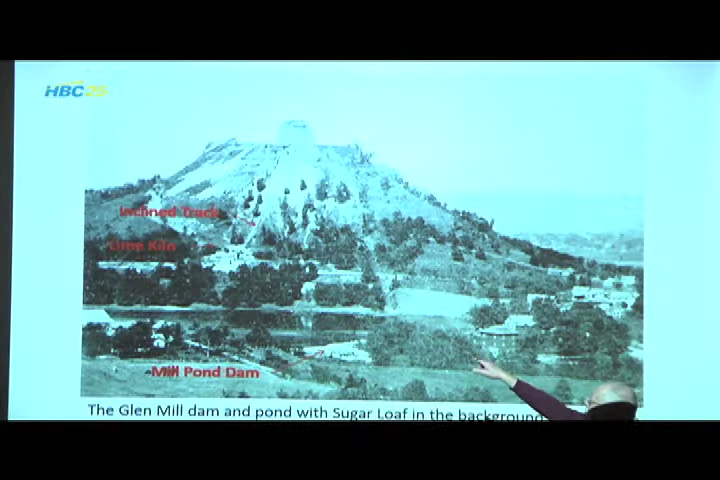 HBC25
Inclined Track
Lime Kiln
Mill Pond Dam
The Glen Mill dam and pond with Sugar Loaf in the background